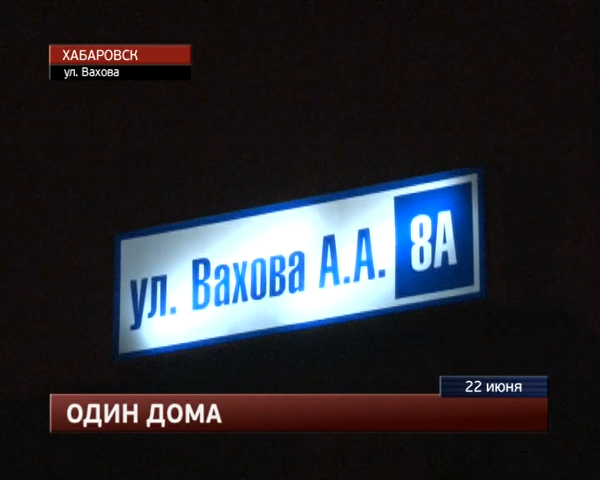 ХАБАРОВСК
ул. Вахова
ул. Вахова А.А. 8А
22 июня
ОДИН ДОМА